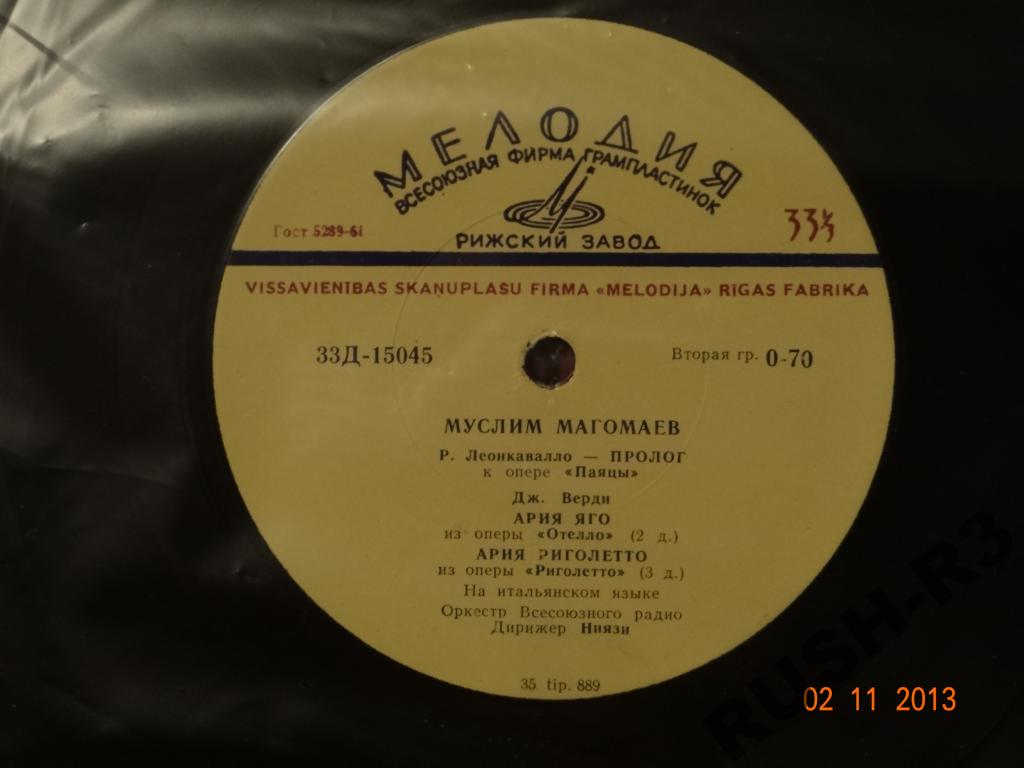 МЕЛОДИЯ
ВСЕСОЮЗНАЯ ФИРМА ГРАМПЛАСТИНОК
Гост 5289-61
33⅓
РИЖСКИЙ ЗАВОД
VISSAVIENĪBAS SKAŅUPLAŠU FIRMA «MELODIJA» RĪGAS FABRIKA
33Д-15045
Вторая гр. 0-70
МУСЛИМ МАГОМАЕВ
Р. Леонкавалло — ПРОЛОГ
к опере «Паяцы»
Дж. Верди
АРИЯ ЯГО
из оперы «Отелло» (2 д.)
АРИЯ РИГОЛЕТТО
из оперы «Риголетто» (3 д.)
На итальянском языке
Оркестр Всесоюзного радио
Дирижер Ниязи
35 tip. 889
02 11 2013
RUSH-R3